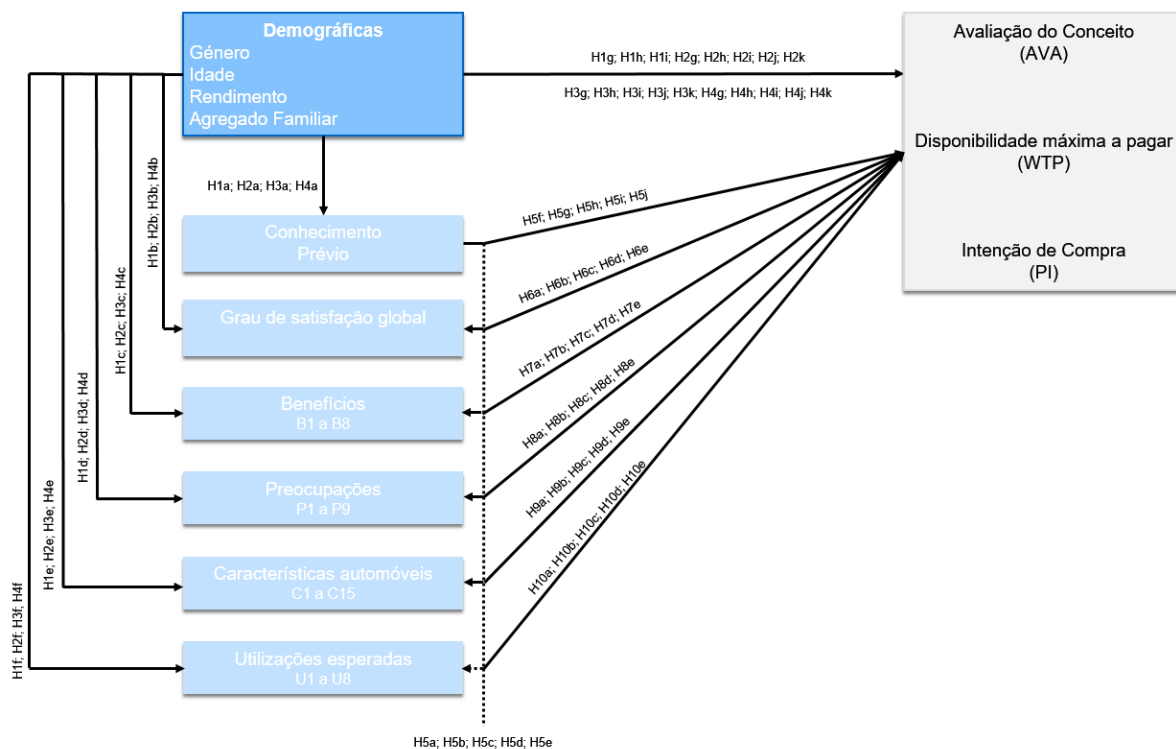 Demográficas
Género
Idade
Rendimento
Agregado Familiar
H1g; H1h; H1i; H2g; H2h; H2i; H2j; H2k
H3g; H3h; H3i; H3j; H3k; H4g; H4h; H4i; H4j; H4k
Avaliação do Conceito
(AVA)
Disponibilidade máxima a pagar
(WTP)
Intenção de Compra
(PI)
H1a; H2a; H3a; H4a
Conhecimento
Prévio
Grau de satisfação global
Benefícios
B1 a B8
Preocupações
P1 a P9
Características automóveis
C1 a C15
Utilizações esperadas
U1 a U8
H1b; H2b; H3b; H4b
H1c; H2c; H3c; H4c
H1d; H2d; H3d; H4d
H1e; H2e; H3e; H4e
H1f; H2f; H3f; H4f
H5f; H5g; H5h; H5i; H5j
H6a; H6b; H6c; H6d; H6e
H7a; H7b; H7c; H7d; H7e
H8a; H8b; H8c; H8d; H8e
H9a; H9b; H9c; H9d; H9e
H10a; H10b; H10c; H10d; H10e
H5a; H5b; H5c; H5d; H5e